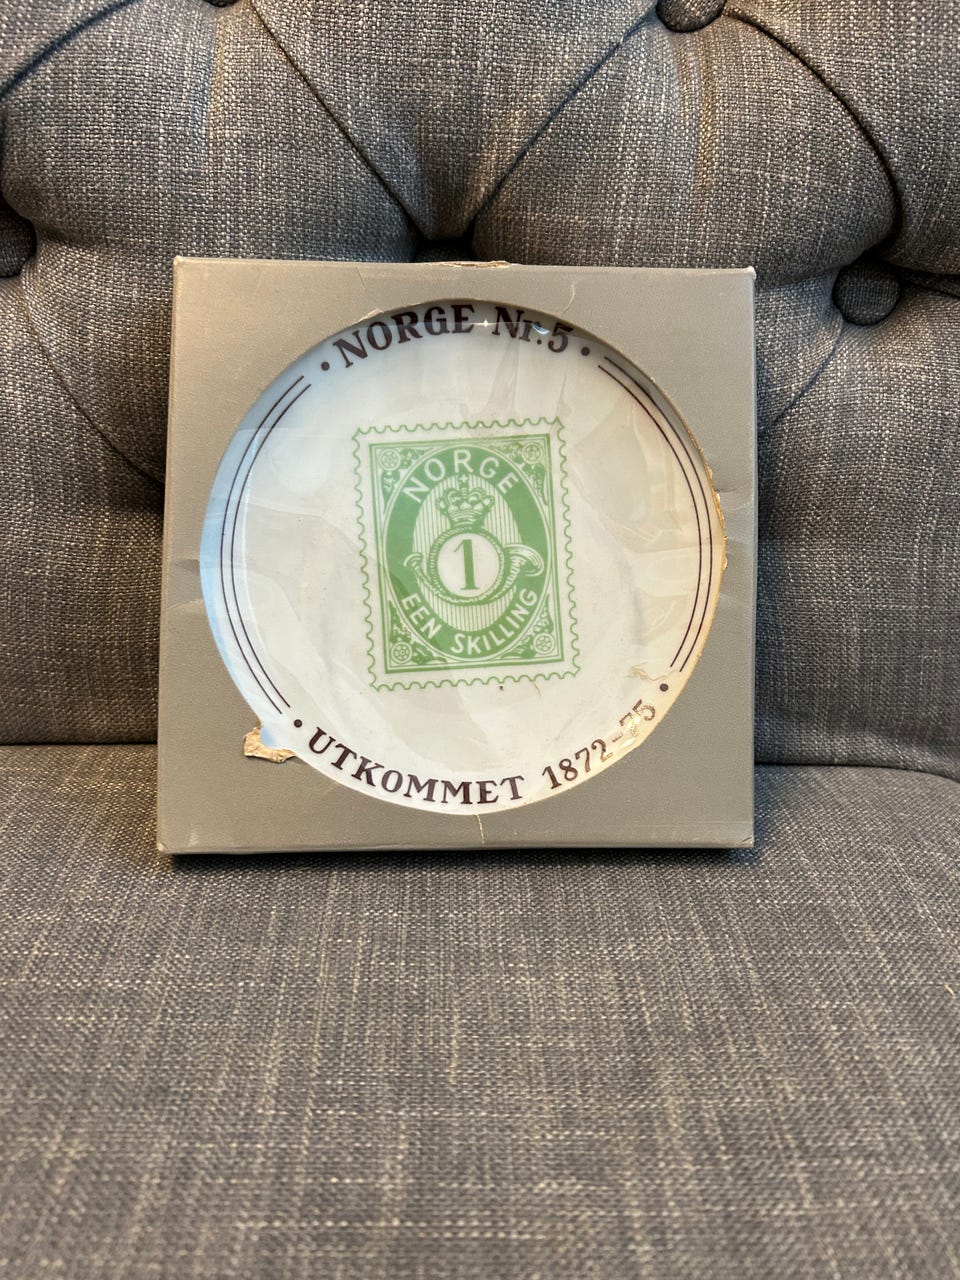 • NORGE Nr.5 •
NORGE
1
EEN SKILLING
• UTKOMMET 1872-75 •